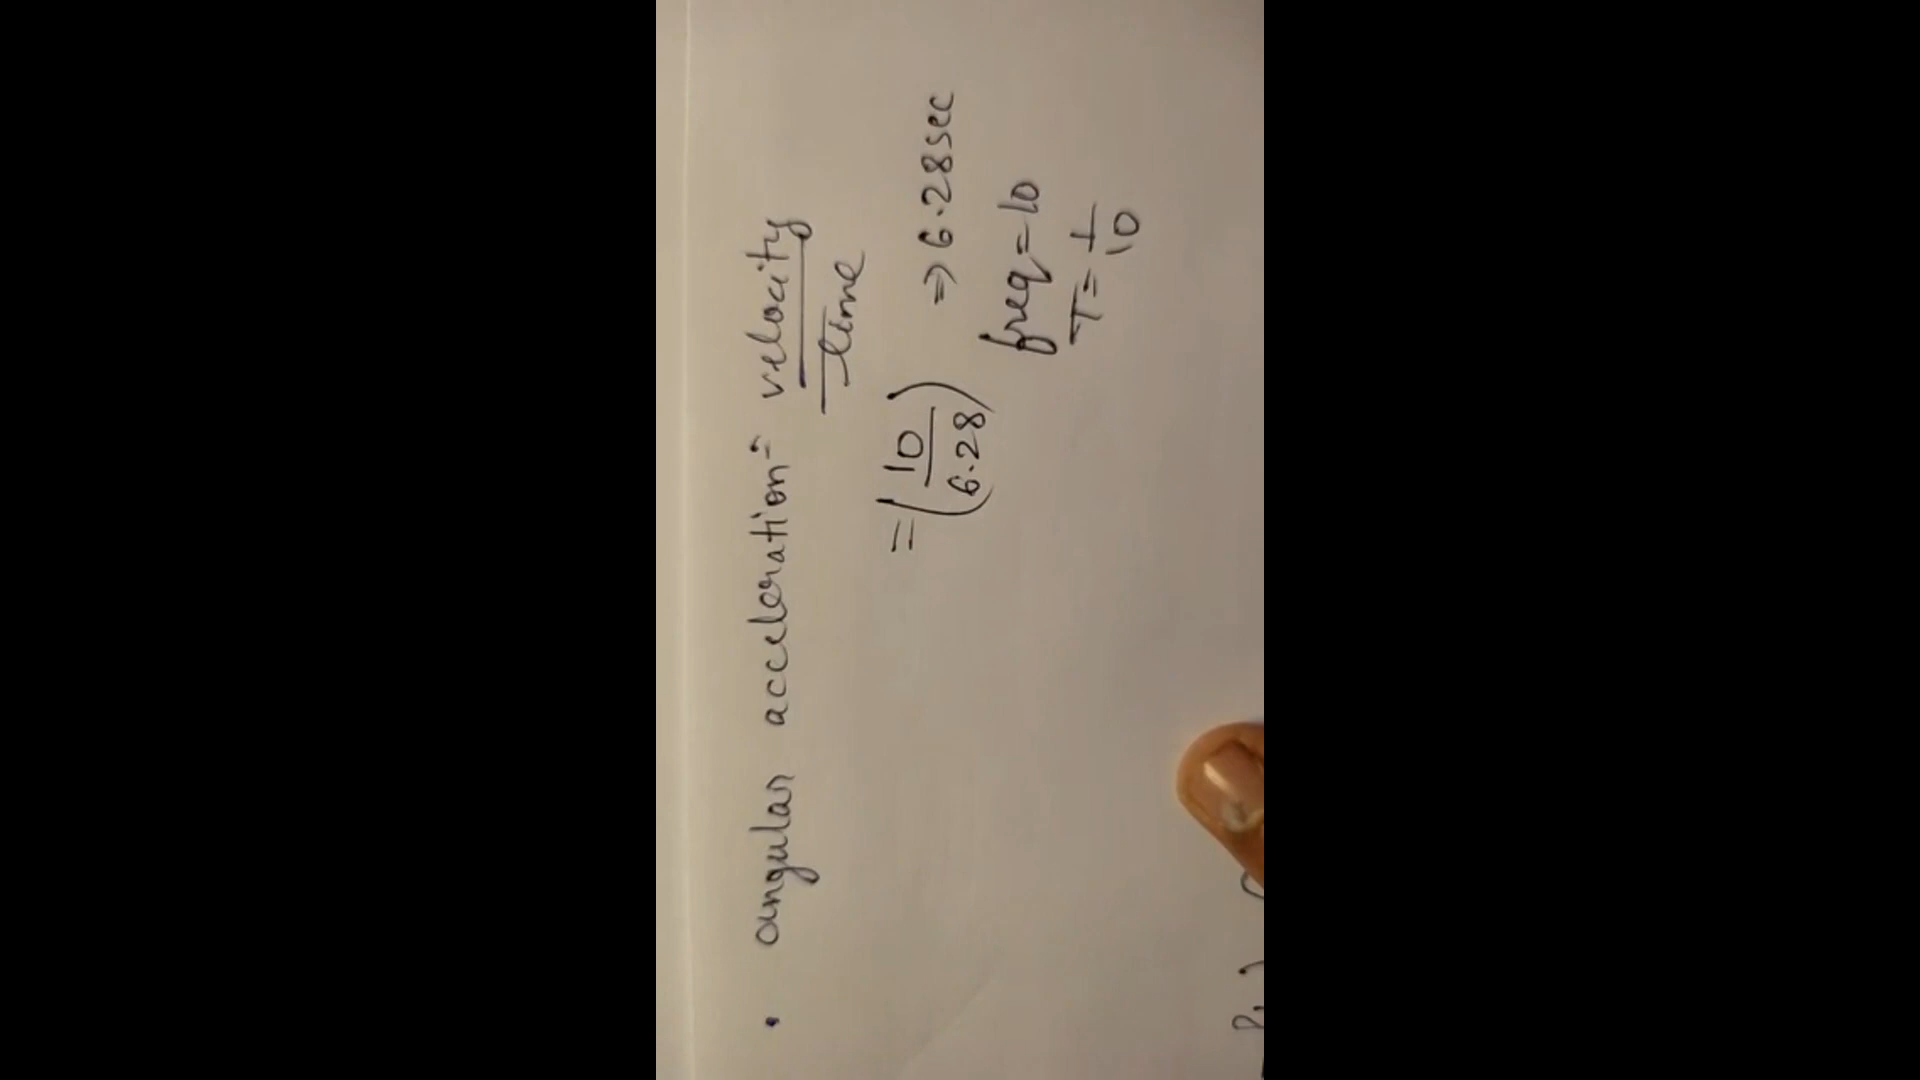 • angular acceleration = velocity
time
= (10/6.28) ⇒ 6.28sec
freq = 10
T = 1/10